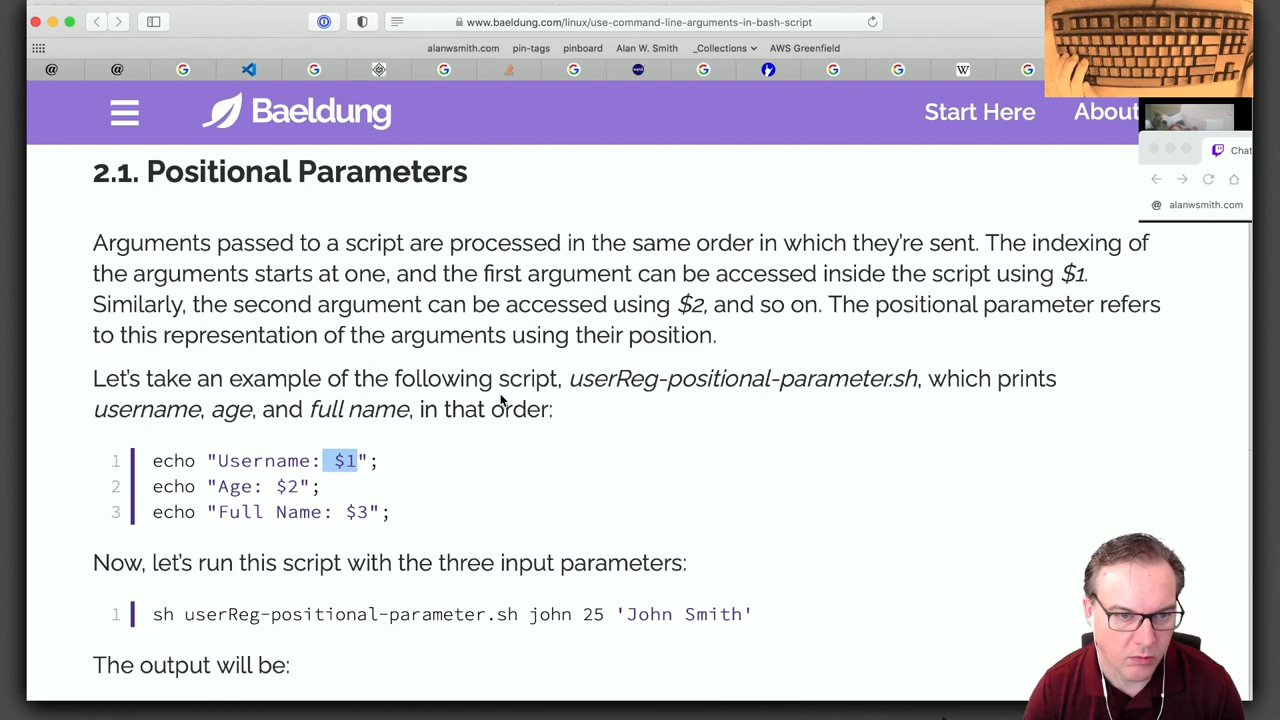 www.baeldung.com/linux/use-command-line-arguments-in-bash-script
alanwsmith.com pin-tags pinboard Alan W. Smith _Collections AWS Greenfield
Baeldung
Start Here
About
Chat
alanwsmith.com
2.1. Positional Parameters
Arguments passed to a script are processed in the same order in which they're sent. The indexing of
the arguments starts at one, and the first argument can be accessed inside the script using $1.
Similarly, the second argument can be accessed using $2, and so on. The positional parameter refers
to this representation of the arguments using their position.
Let's take an example of the following script, userReg-positional-parameter.sh, which prints
username, age, and full name, in that order:
1 echo "Username: $1";
2 echo "Age: $2";
3 echo "Full Name: $3";
Now, let's run this script with the three input parameters:
1 sh userReg-positional-parameter.sh john 25 'John Smith'
The output will be: